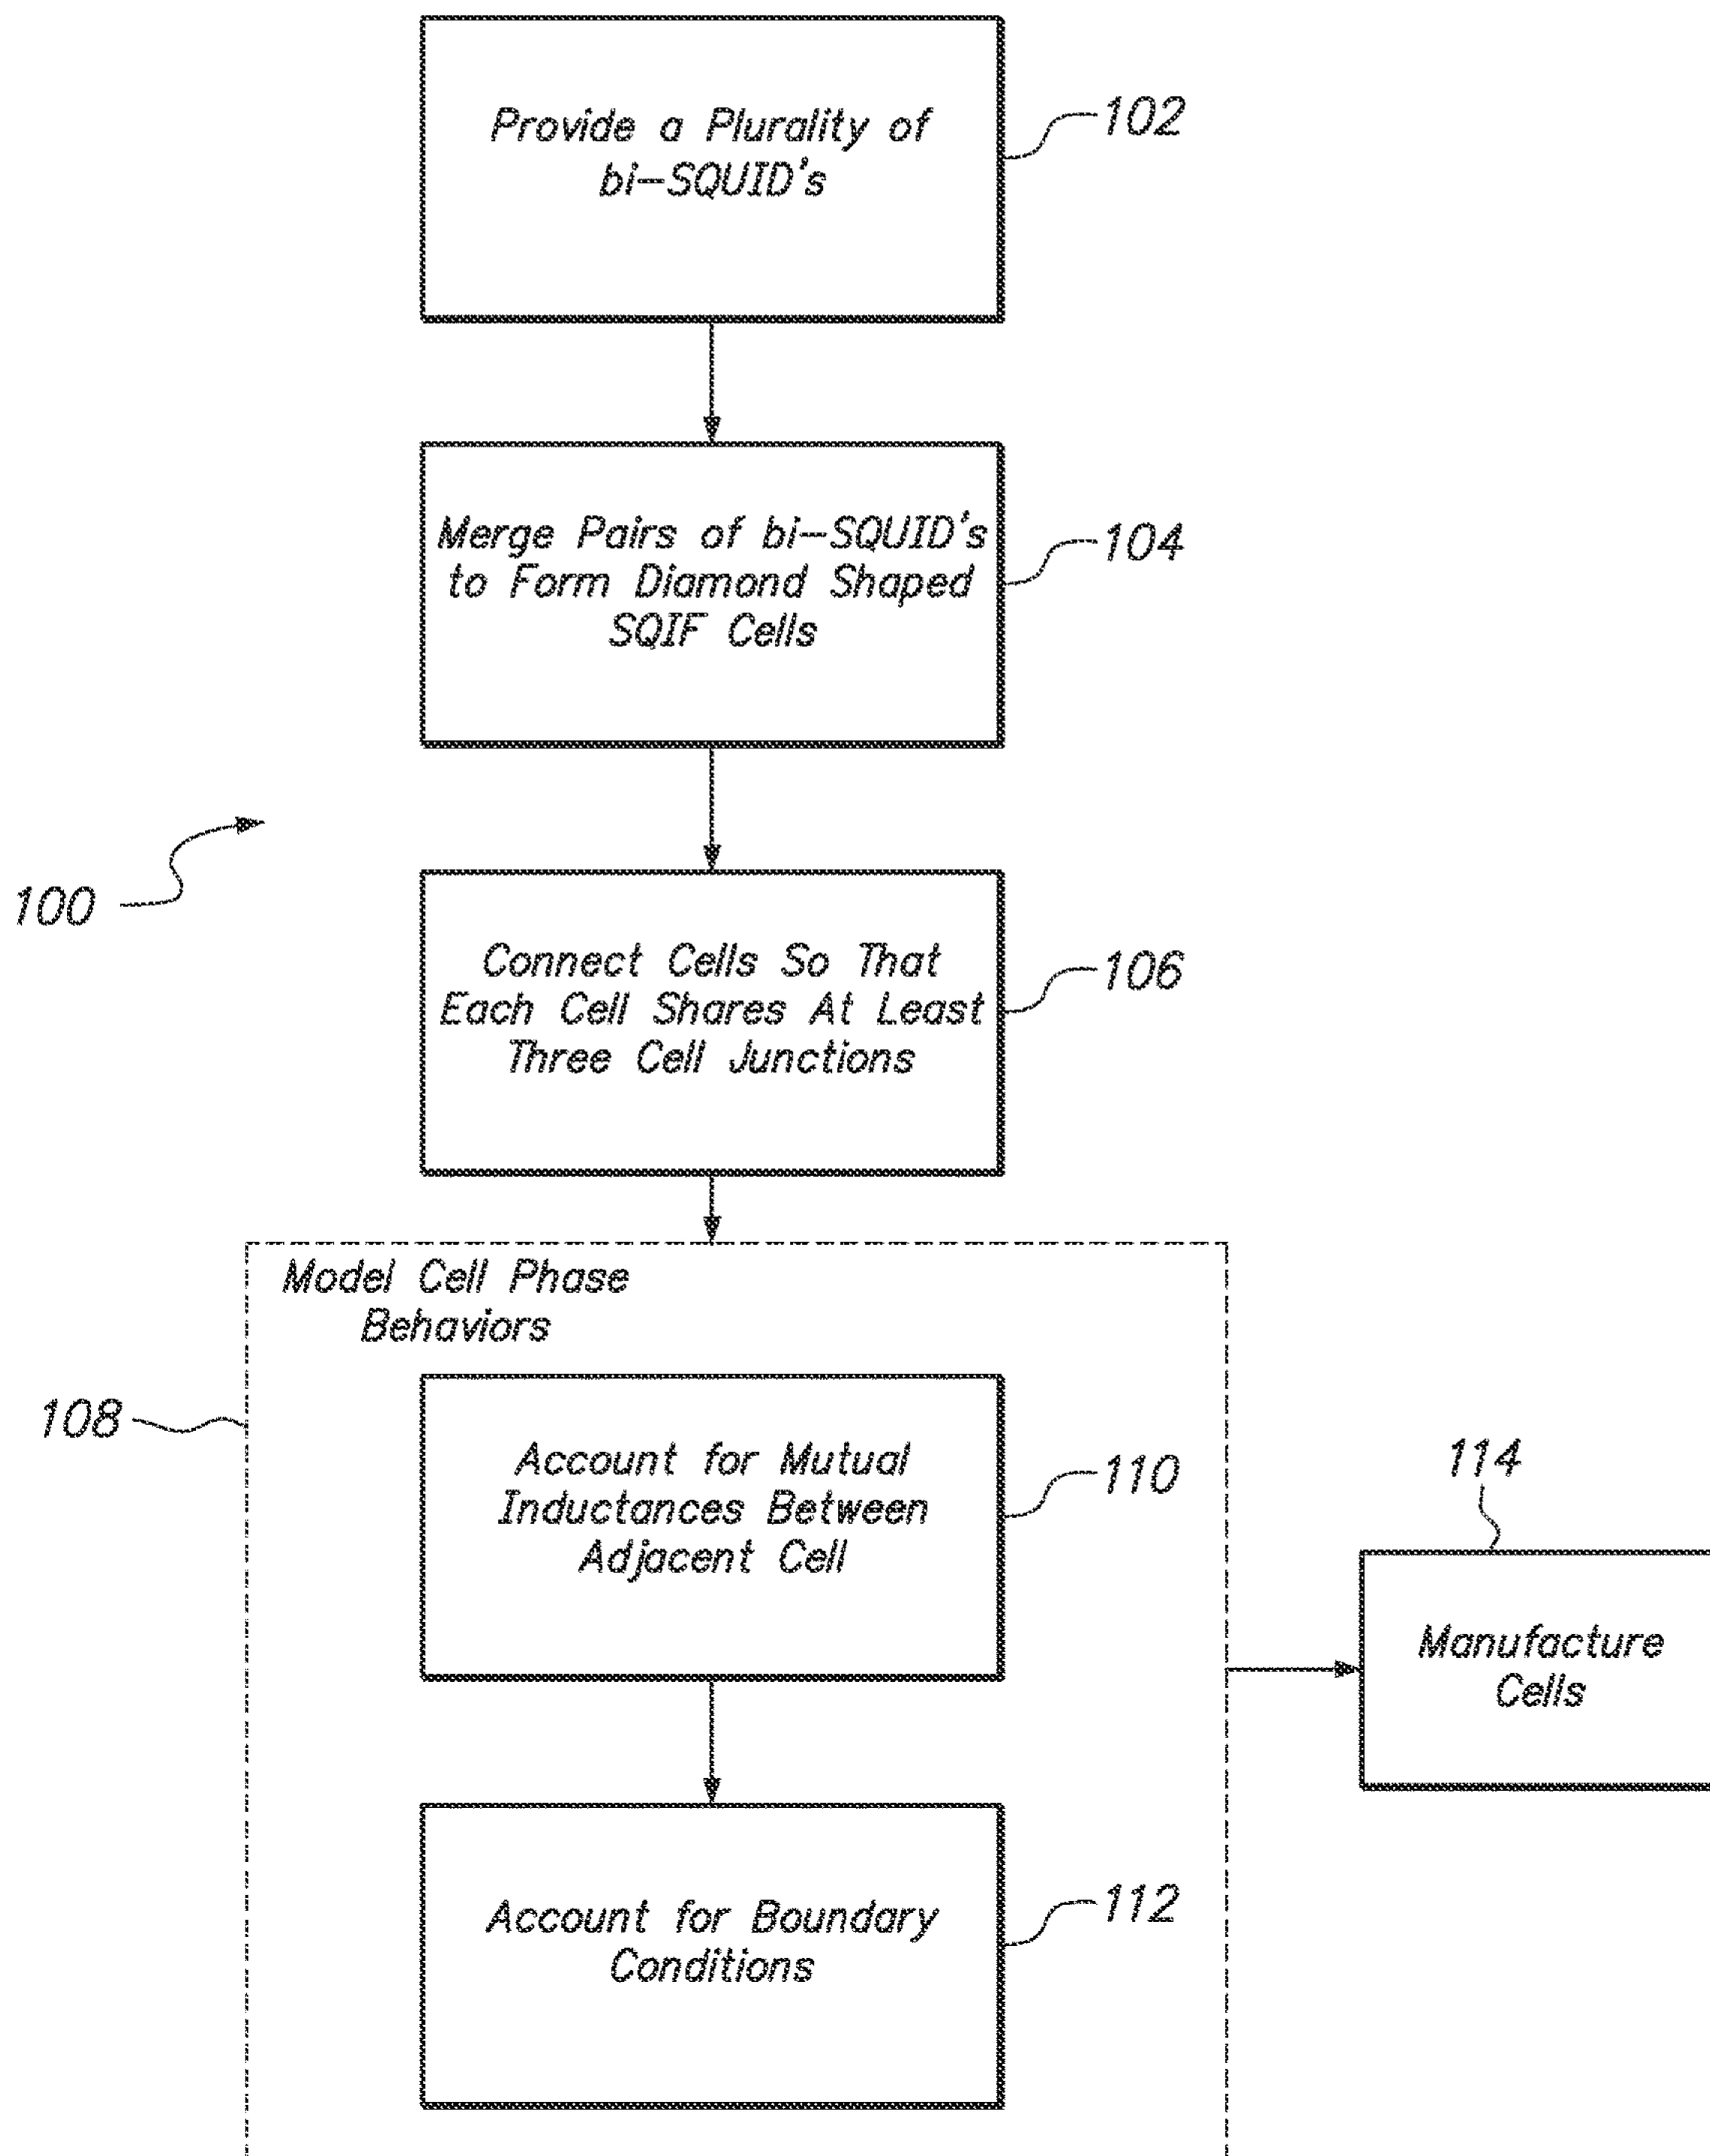 Provide a Plurality of
bi-SQUID's
102
Merge Pairs of bi-SQUID's
to Form Diamond Shaped
SQIF Cells
104
100
Connect Cells So That
Each Cell Shares At Least
Three Cell Junctions
106
Model Cell Phase
Behaviors
108
Account for Mutual
Inductances Between
Adjacent Cell
110
114
Manufacture
Cells
Account for Boundary
Conditions
112